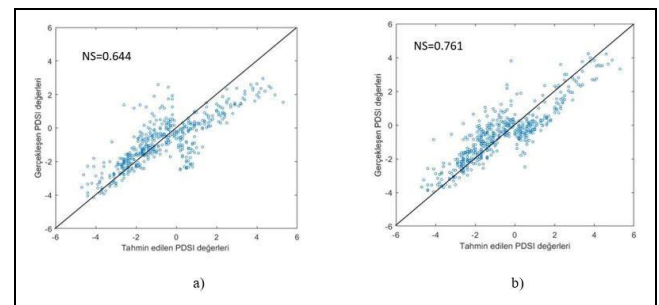 NS=0.644
Gerçekleşen PDSI değerleri
6
4
2
0
-2
-4
-6
-6 -4 -2 0 2 4 6
Tahmin edilen PDSI değerleri
a)
NS=0.761
Gerçekleşen PDSI değerleri
6
4
2
0
-2
-4
-6
-6 -4 -2 0 2 4 6
Tahmin edilen PDSI değerleri
b)